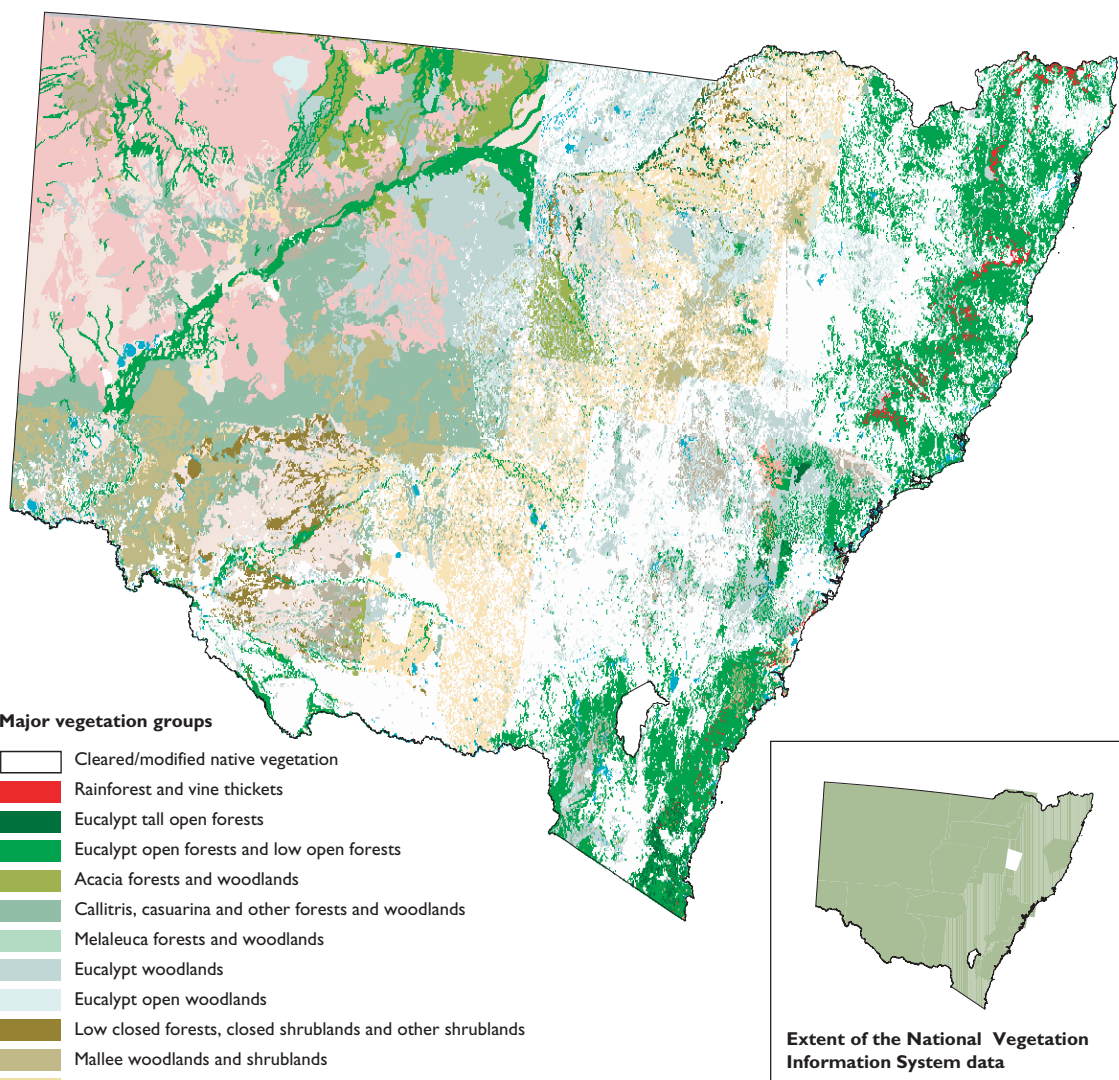 Major vegetation groups
Cleared/modified native vegetation
Rainforest and vine thickets
Eucalypt tall open forests
Eucalypt open forests and low open forests
Acacia forests and woodlands
Callitris, casuarina and other forests and woodlands
Melaleuca forests and woodlands
Eucalypt woodlands
Eucalypt open woodlands
Low closed forests, closed shrublands and other shrublands
Mallee woodlands and shrublands
Extent of the National Vegetation
Information System data